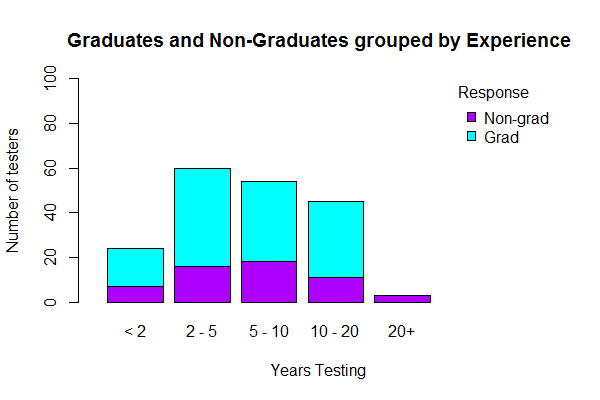 Graduates and Non-Graduates grouped by Experience
Number of testers
100
80
60
40
20
0
Response
Non-grad
Grad
< 2
2 - 5
5 - 10
10 - 20
20+
Years Testing